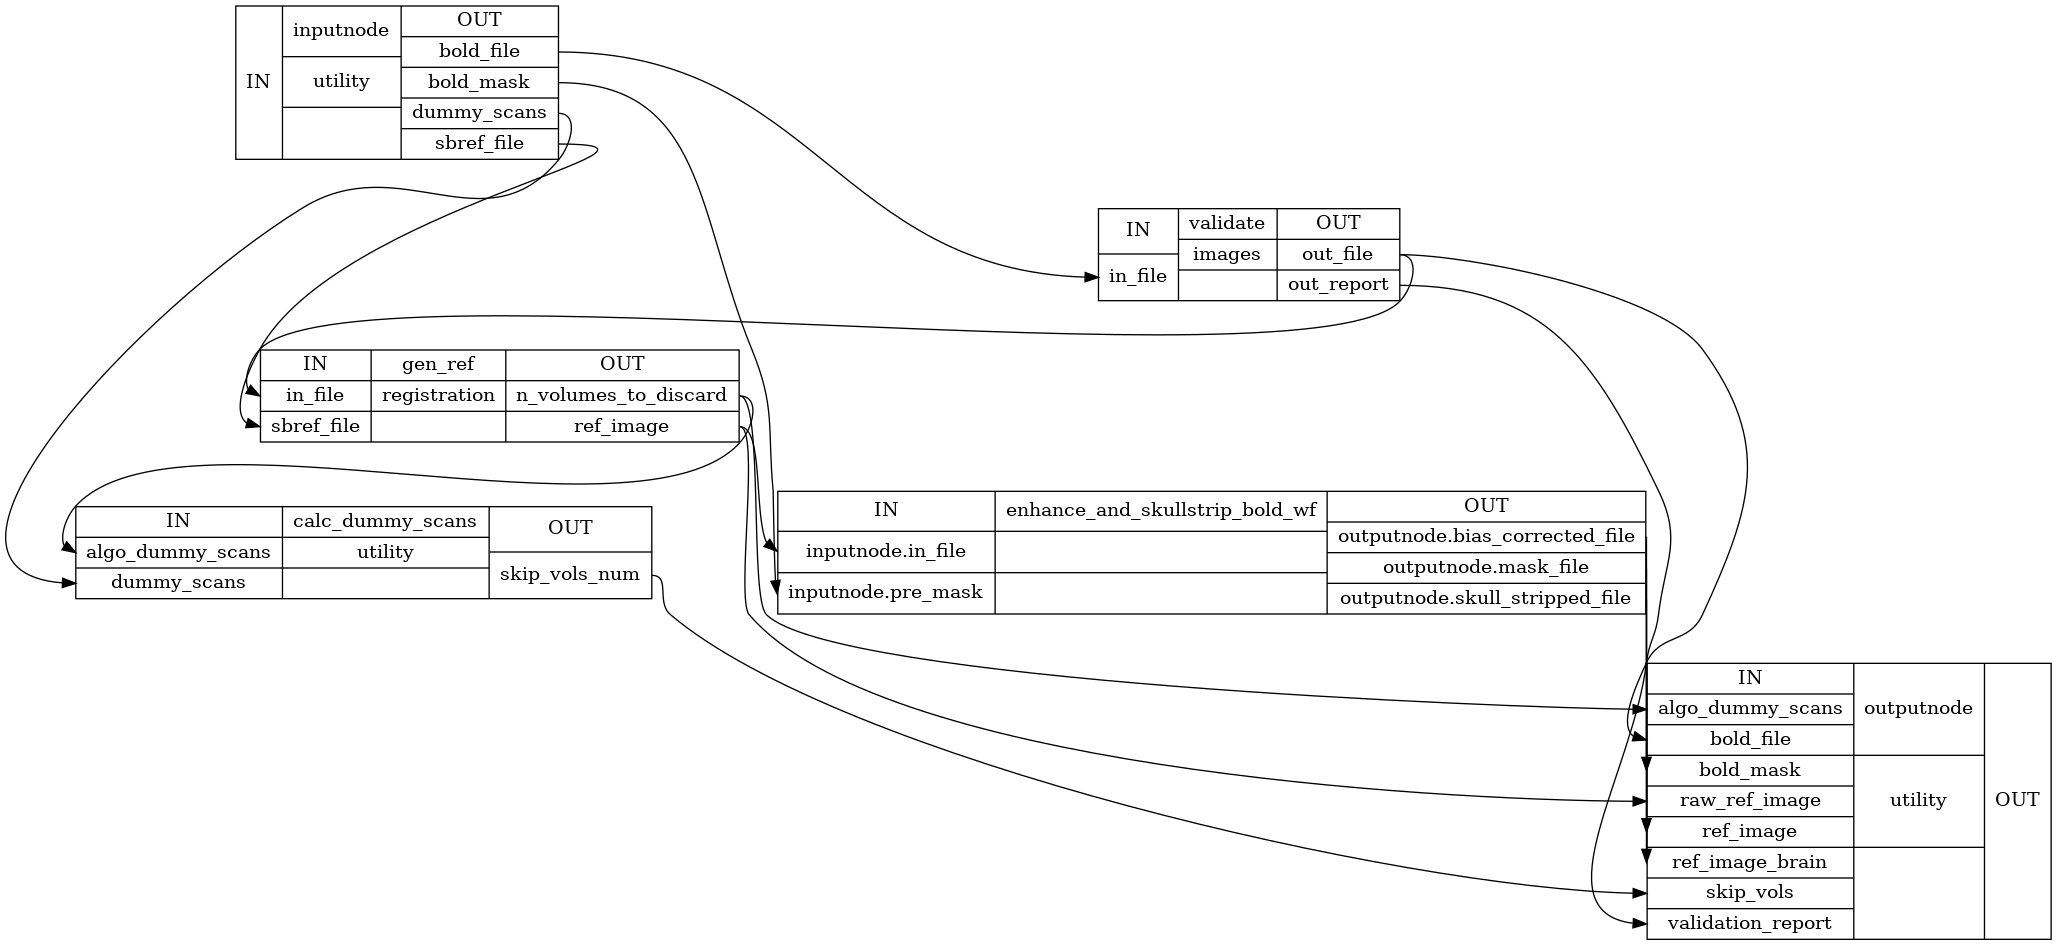 IN
inputnode
utility
OUT
bold_file
bold_mask
dummy_scans
sbref_file
IN
in_file
validate
images
OUT
out_file
out_report
IN
in_file
sbref_file
gen_ref
registration
OUT
n_volumes_to_discard
ref_image
IN
algo_dummy_scans
dummy_scans
calc_dummy_scans
utility
OUT
skip_vols_num
IN
inputnode.in_file
inputnode.pre_mask
enhance_and_skullstrip_bold_wf
OUT
outputnode.bias_corrected_file
outputnode.mask_file
outputnode.skull_stripped_file
IN
algo_dummy_scans
bold_file
bold_mask
raw_ref_image
ref_image
ref_image_brain
skip_vols
validation_report
outputnode
utility
OUT